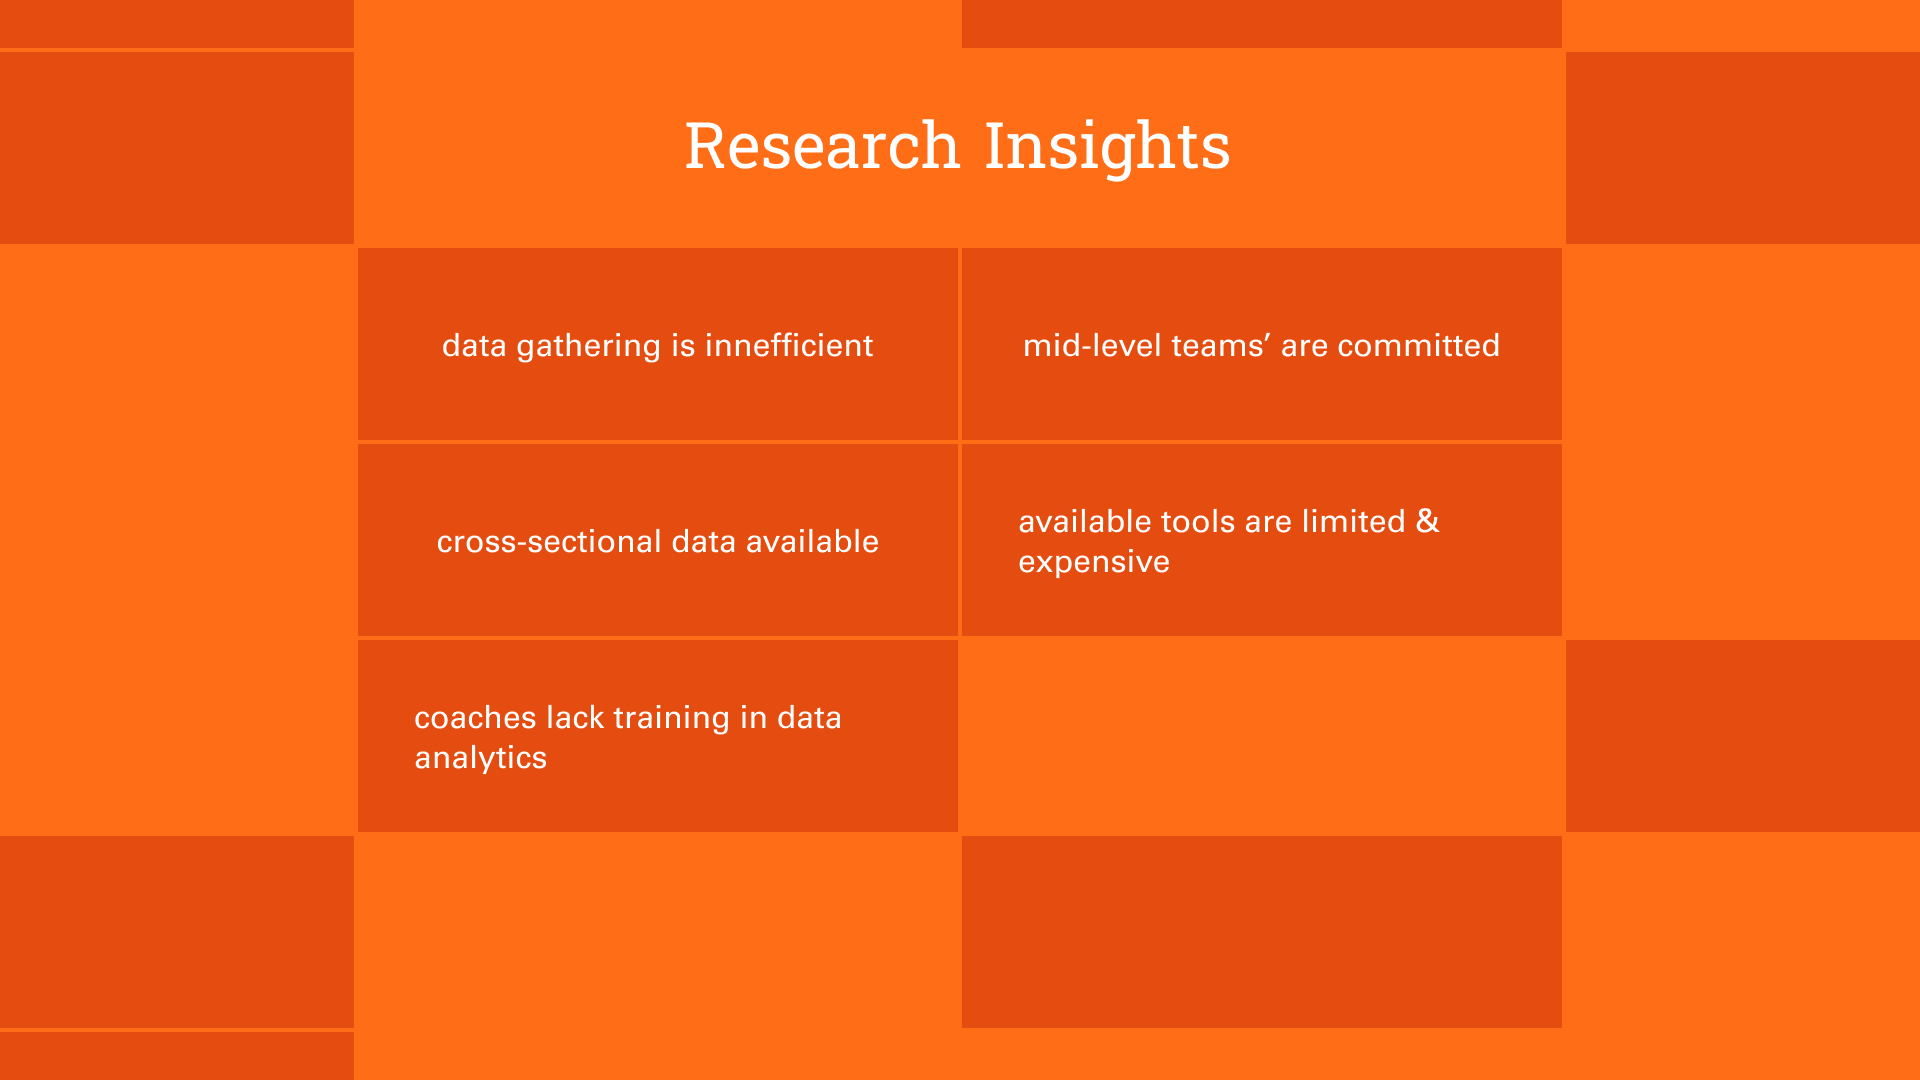 Research Insights
data gathering is innefficient
mid-level teams’ are committed
cross-sectional data available
available tools are limited &
expensive
coaches lack training in data
analytics